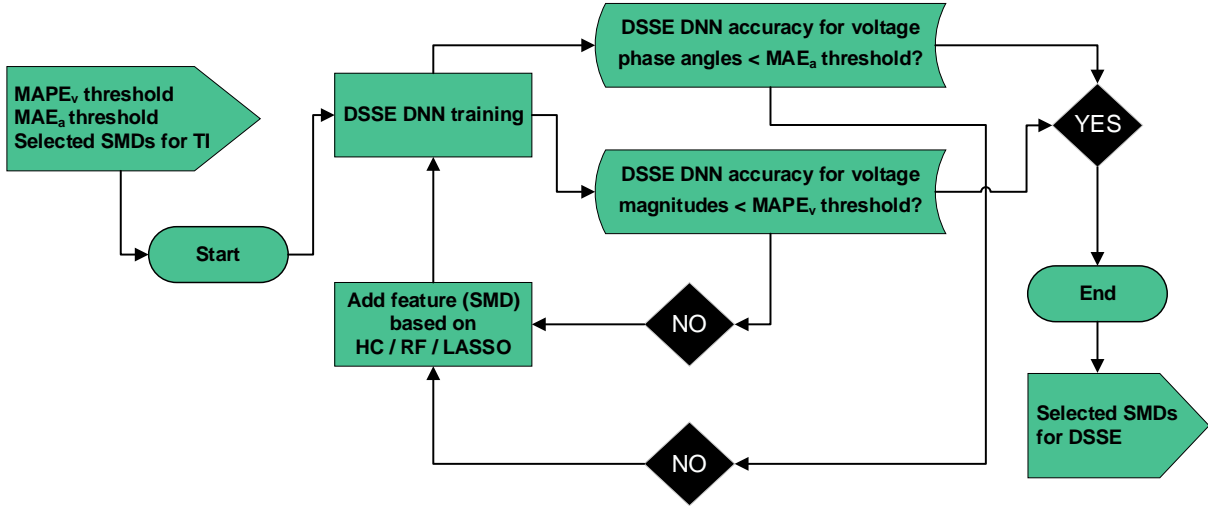 MAPEᵥ threshold
MAEₐ threshold
Selected SMDs for TI
Start
DSSE DNN training
DSSE DNN accuracy for voltage
phase angles < MAEₐ threshold?
DSSE DNN accuracy for voltage
magnitudes < MAPEᵥ threshold?
YES
Add feature (SMD)
based on
HC / RF / LASSO
NO
NO
End
Selected SMDs
for DSSE